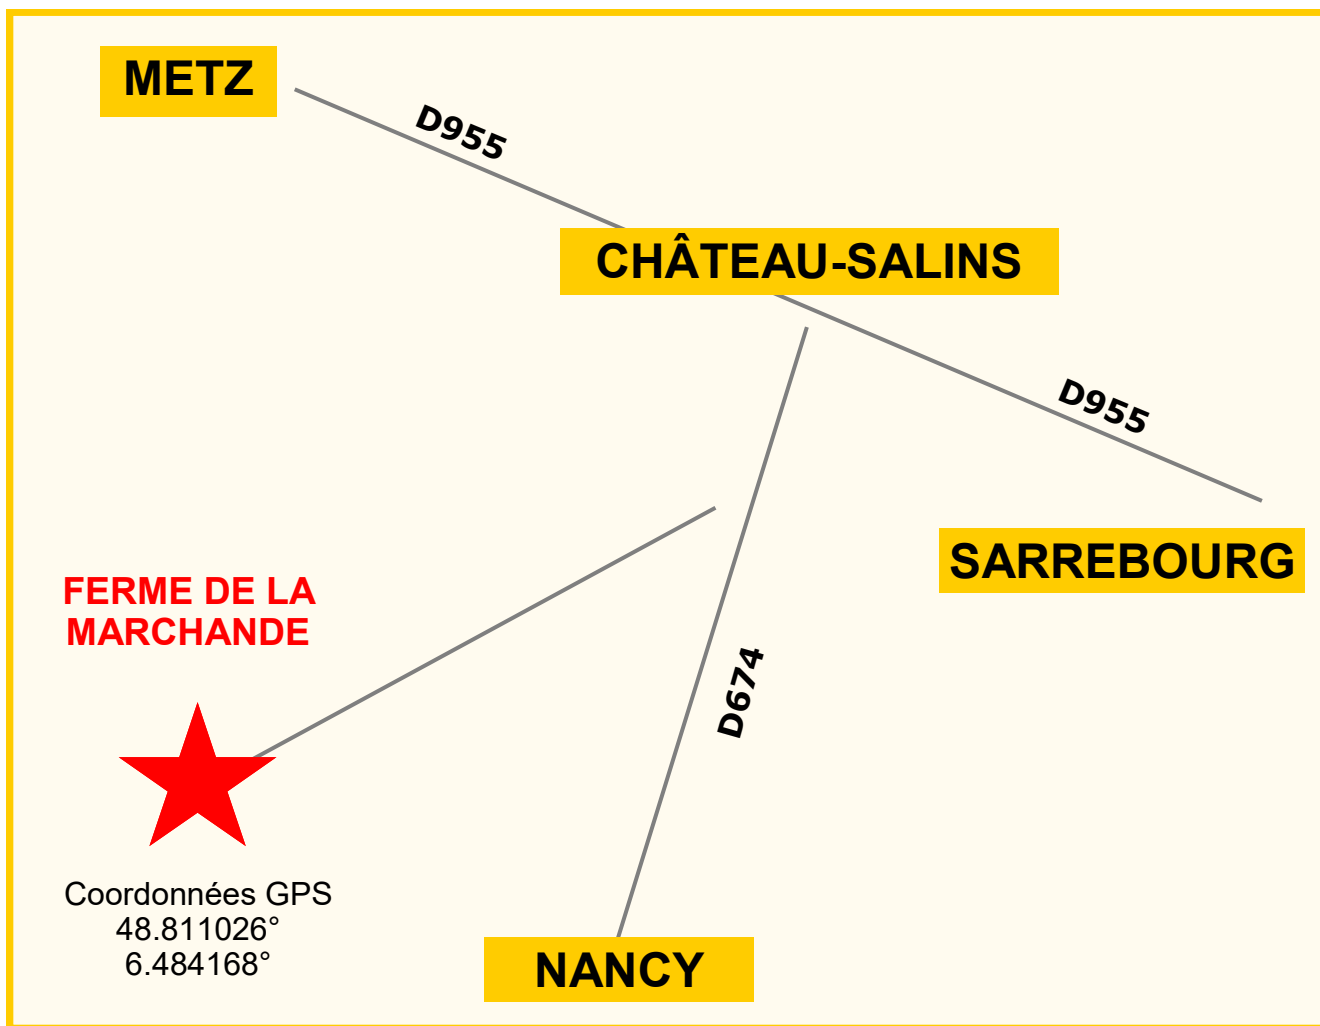 METZ
D955
CHÂTEAU-SALINS
D955
SARREBOURG
FERME DE LA
MARCHANDE
D674
Coordonnées GPS
48.811026°
6.484168°
NANCY